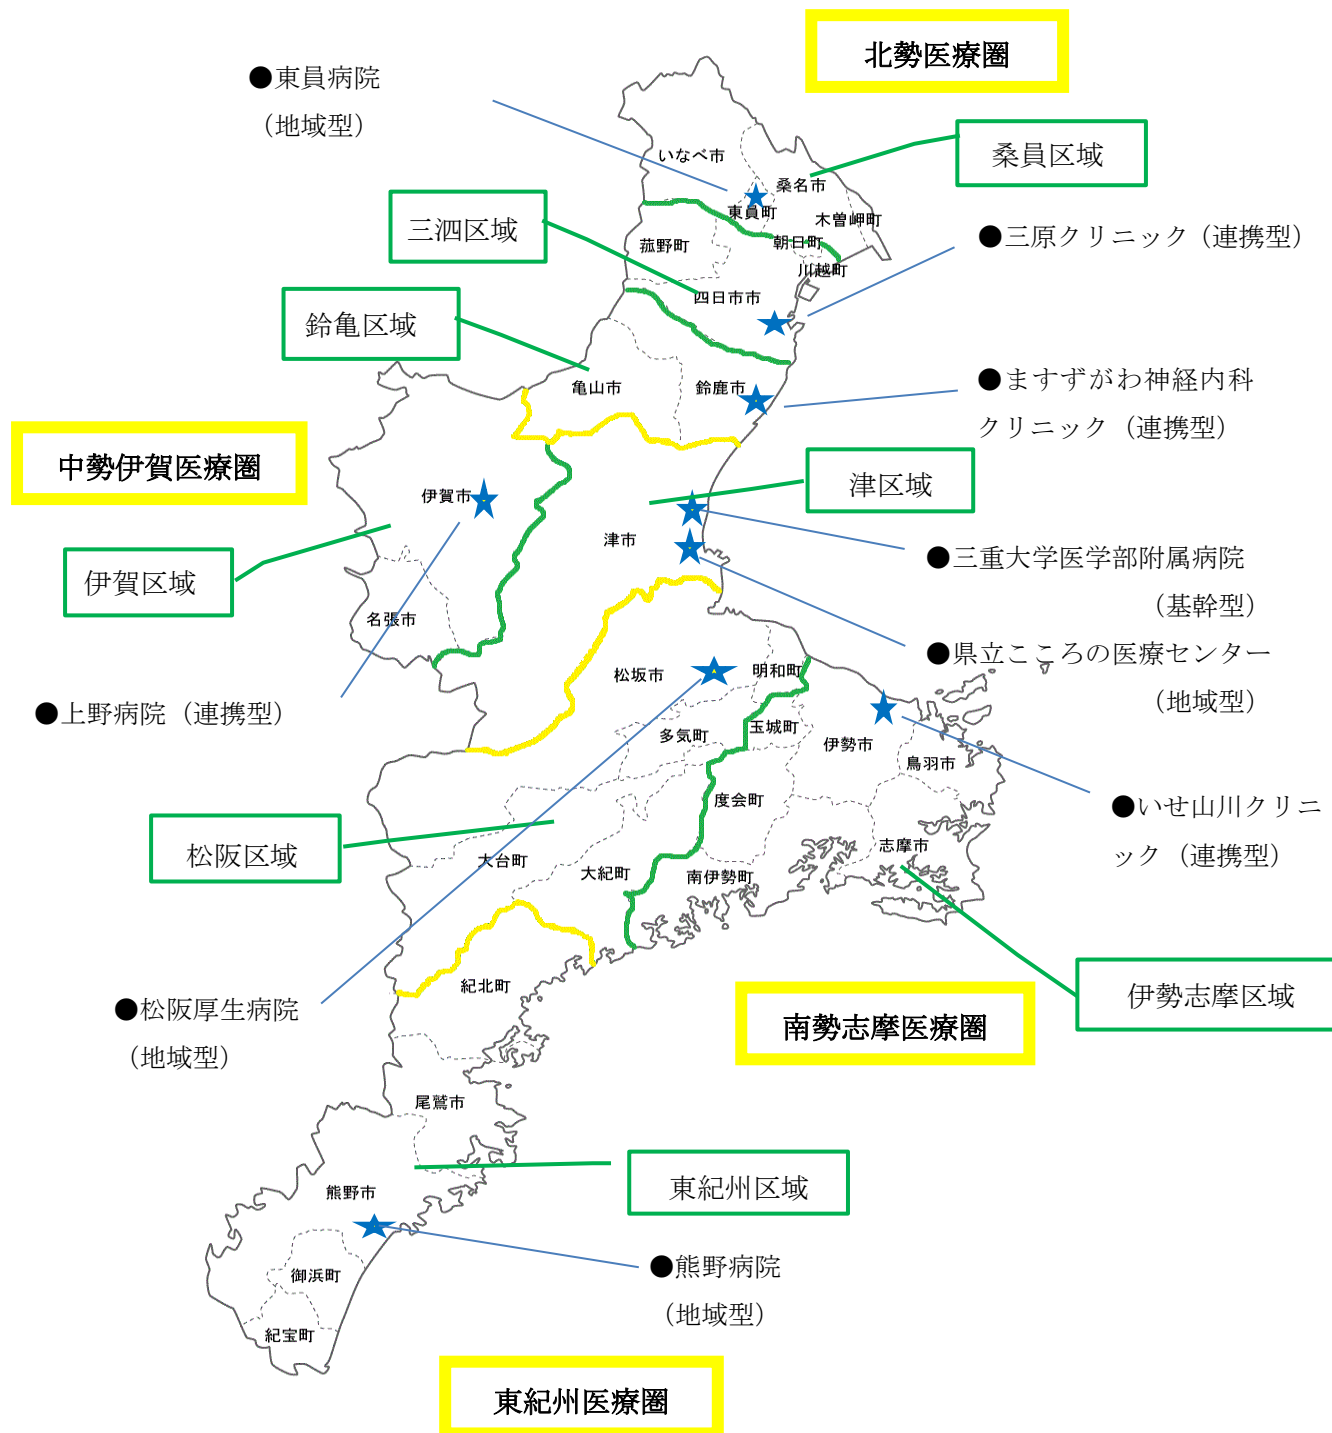 北勢医療圏
●東員病院
（地域型）
桑員区域
いなべ市
桑名市
東員町
木曽岬町
三泗区域
菰野町
朝日町
●三原クリニック（連携型）
川越町
四日市市
鈴亀区域
亀山市
鈴鹿市
●ますずがわ神経内科
クリニック（連携型）
中勢伊賀医療圏
津区域
伊賀市
津市
●三重大学医学部附属病院
（基幹型）
伊賀区域
名張市
●県立こころの医療センター
（地域型）
松坂市
明和町
●上野病院（連携型）
多気町
玉城町
伊勢市
鳥羽市
度会町
●いせ山川クリニ
ック（連携型）
松阪区域
大台町
大紀町
南伊勢町
志摩市
紀北町
伊勢志摩区域
●松阪厚生病院
（地域型）
南勢志摩医療圏
尾鷲市
東紀州区域
熊野市
●熊野病院
（地域型）
御浜町
紀宝町
東紀州医療圏